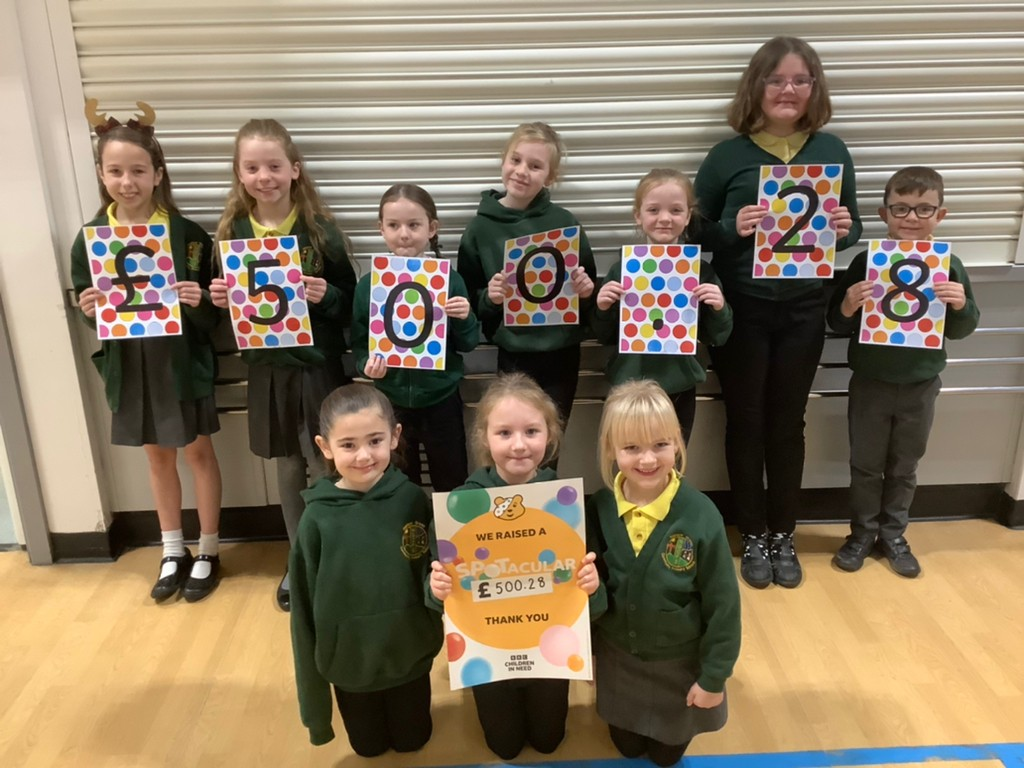 £ 5 0 0 . 2 8
WE RAISED A
SPOTACULAR
£ 500.28
THANK YOU
BBC
CHILDREN
IN NEED